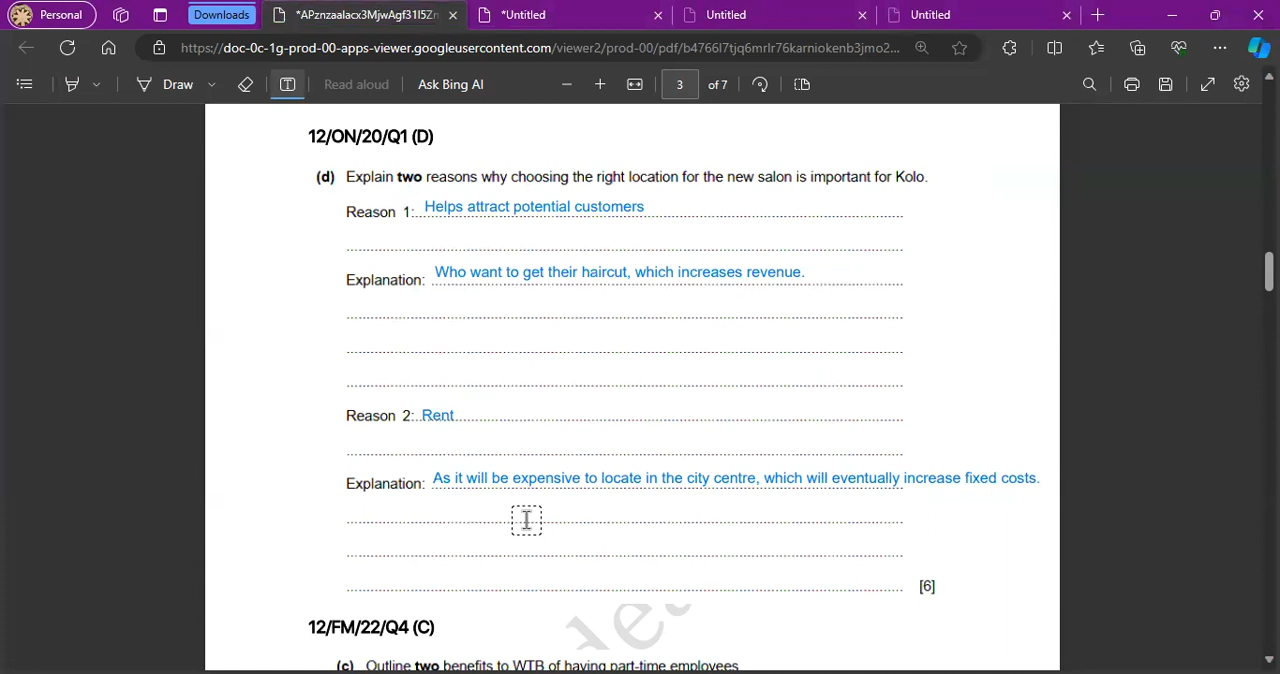 Personal
Downloads
*APznzaalacx3MjwAgf31I5Zn
*Untitled
Untitled
Untitled
https://doc-0c-1g-prod-00-apps-viewer.googleusercontent.com/viewer2/prod-00/pdf/b4766l7tjq6mrlr76karniokenb3jmo2...
Draw
Read aloud
Ask Bing AI
3 of 7
12/ON/20/Q1 (D)
(d) Explain two reasons why choosing the right location for the new salon is important for Kolo.
Reason 1: Helps attract potential customers
Explanation: Who want to get their haircut, which increases revenue.
Reason 2: Rent
Explanation: As it will be expensive to locate in the city centre, which will eventually increase fixed costs.
[6]
12/FM/22/Q4 (C)
(c) Outline two benefits to WTB of having part-time employees